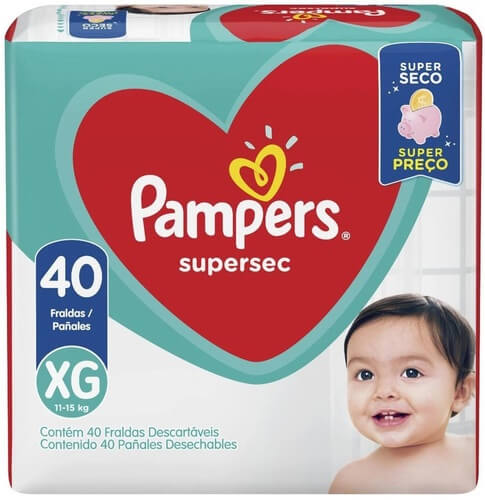 SUPER
SECO
SUPER
PREÇO
Pampers®
supersec
40
Fraldas /
Pañales
XG
11-15 kg
Contém 40 Fraldas Descartáveis
Contenido 40 Pañales Desechables